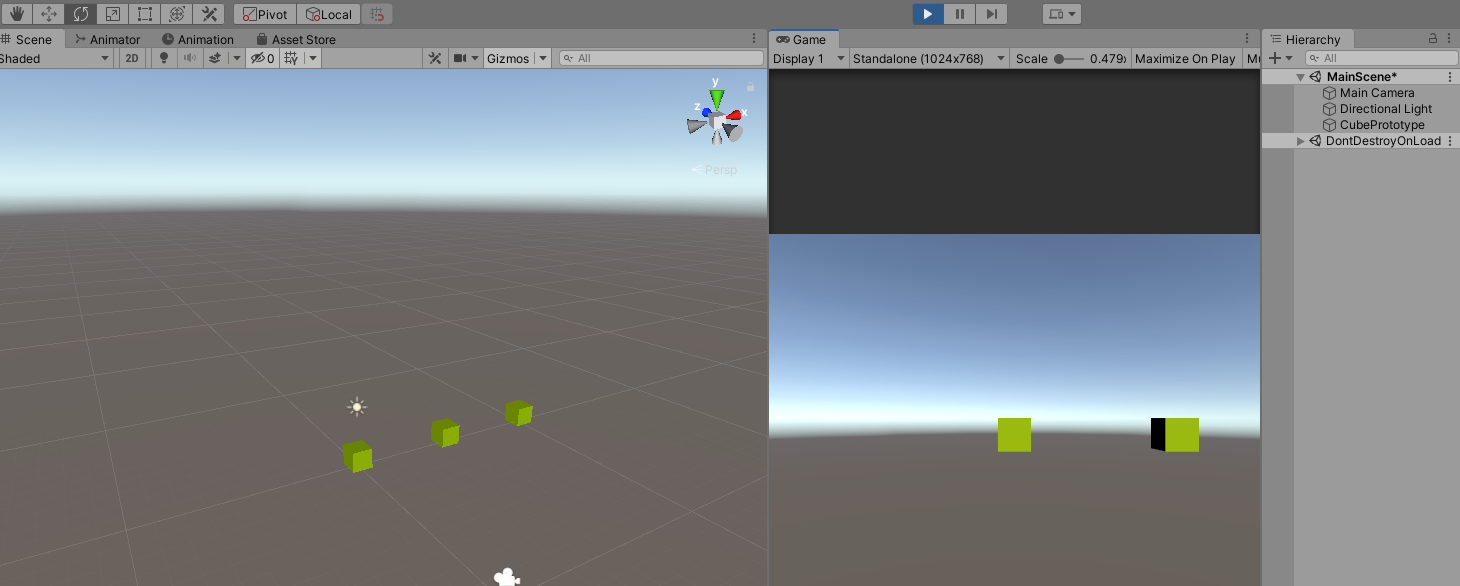 Pivot Local
Scene Animator Animation Asset Store
Shaded 2D 0 Gizmos All
y
z x
Persp
Game
Display 1 Standalone (1024x768) Scale 0.479x Maximize On Play
Hierarchy
All
MainScene*
Main Camera
Directional Light
CubePrototype
DontDestroyOnLoad